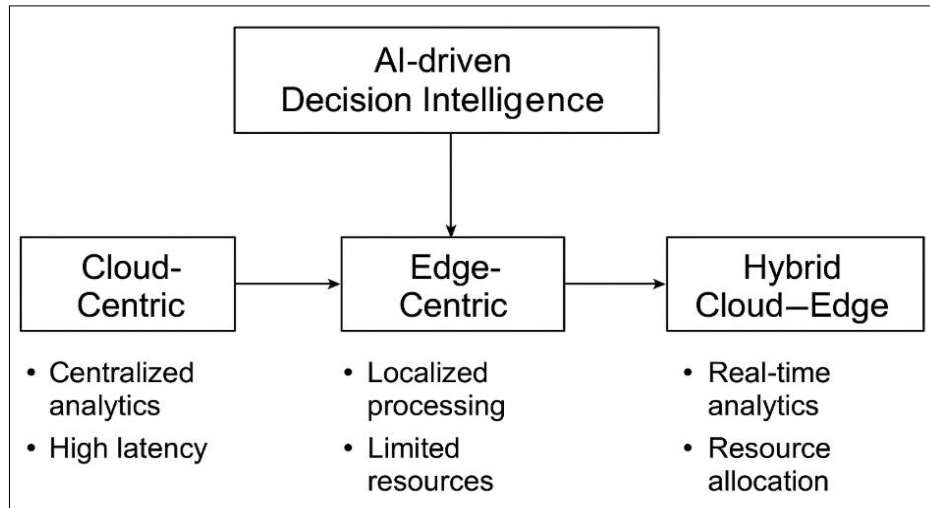 AI-driven
Decision Intelligence
Cloud-
Centric
Edge-
Centric
Hybrid
Cloud—Edge
• Centralized
analytics
• High latency
• Localized
processing
• Limited
resources
• Real-time
analytics
• Resource
allocation